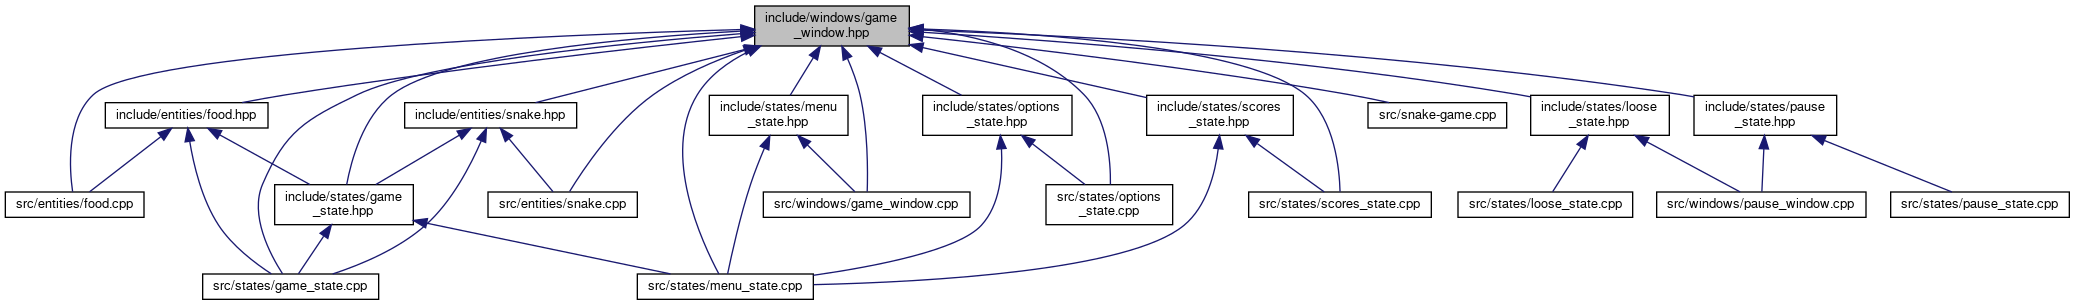 include/windows/game
_window.hpp
include/entities/food.hpp
include/entities/snake.hpp
include/states/menu
_state.hpp
include/states/options
_state.hpp
include/states/scores
_state.hpp
src/snake-game.cpp
include/states/loose
_state.hpp
include/states/pause
_state.hpp
src/entities/food.cpp
include/states/game
_state.hpp
src/entities/snake.cpp
src/windows/game_window.cpp
src/states/options
_state.cpp
src/states/scores_state.cpp
src/states/loose_state.cpp
src/windows/pause_window.cpp
src/states/pause_state.cpp
src/states/game_state.cpp
src/states/menu_state.cpp